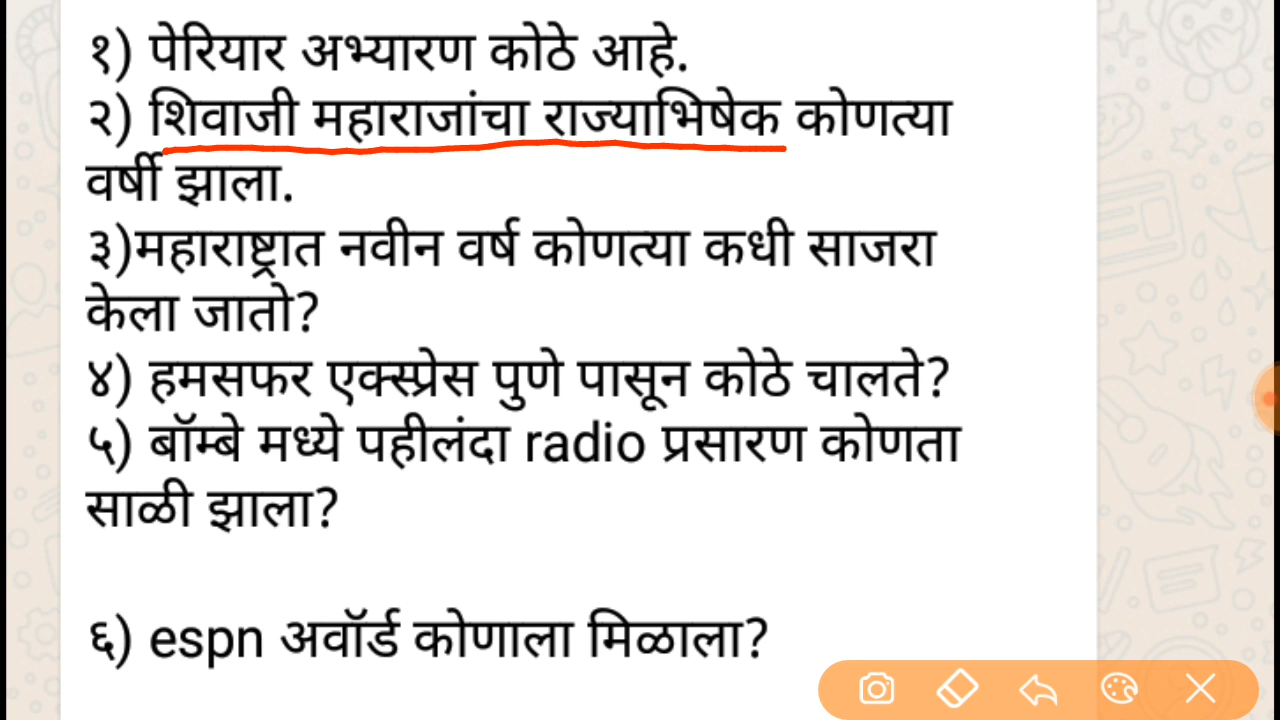 १) पेरियार अभ्यारण कोठे आहे.
२) शिवाजी महाराजांचा राज्याभिषेक कोणत्या
वर्षी झाला.
३)महाराष्ट्रात नवीन वर्ष कोणत्या कधी साजरा
केला जातो?
४) हमसफर एक्स्प्रेस पुणे पासून कोठे चालते?
५) बॉम्बे मध्ये पहीलंदा radio प्रसारण कोणता
साळी झाला?
६) espn अवॉर्ड कोणाला मिळाला?